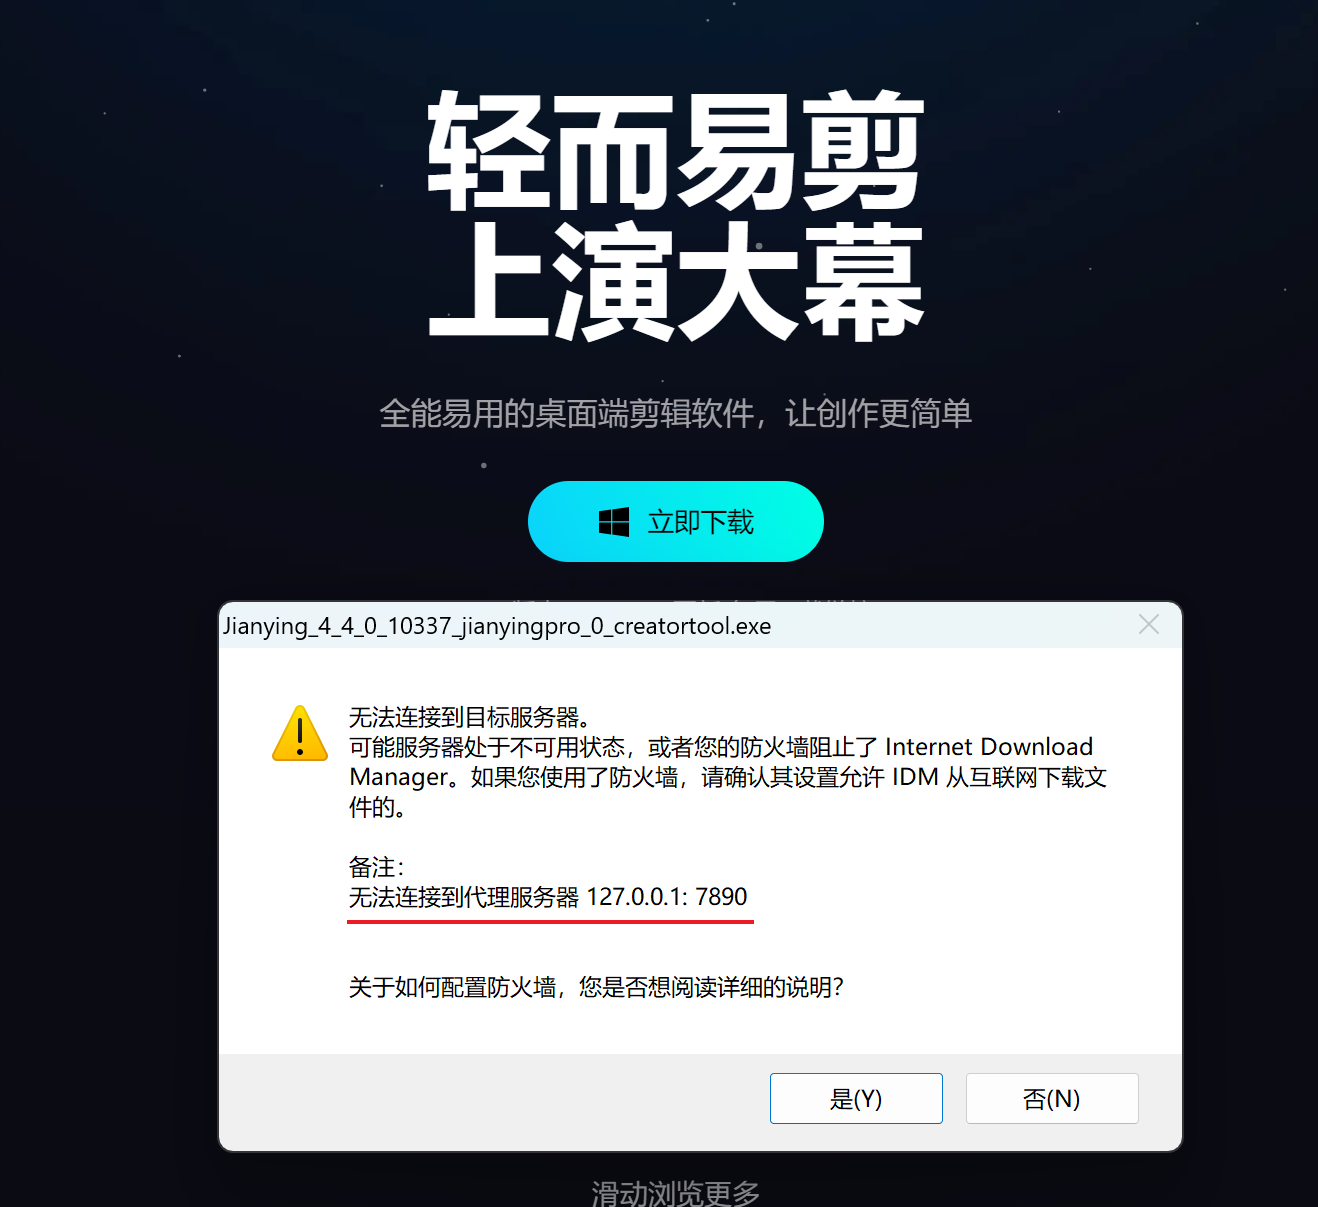 轻而易剪
上演大幕
全能易用的桌面端剪辑软件，让创作更简单
立即下载
Jianying_4_4_0_10337_jianyingpro_0_creatortool.exe
无法连接到目标服务器。
可能服务器处于不可用状态，或者您的防火墙阻止了 Internet Download
Manager。如果您使用了防火墙，请确认其设置允许 IDM 从互联网下载文
件的。
备注：
无法连接到代理服务器 127.0.0.1: 7890
关于如何配置防火墙，您是否想阅读详细的说明？
是(Y)
否(N)
滑动浏览更多